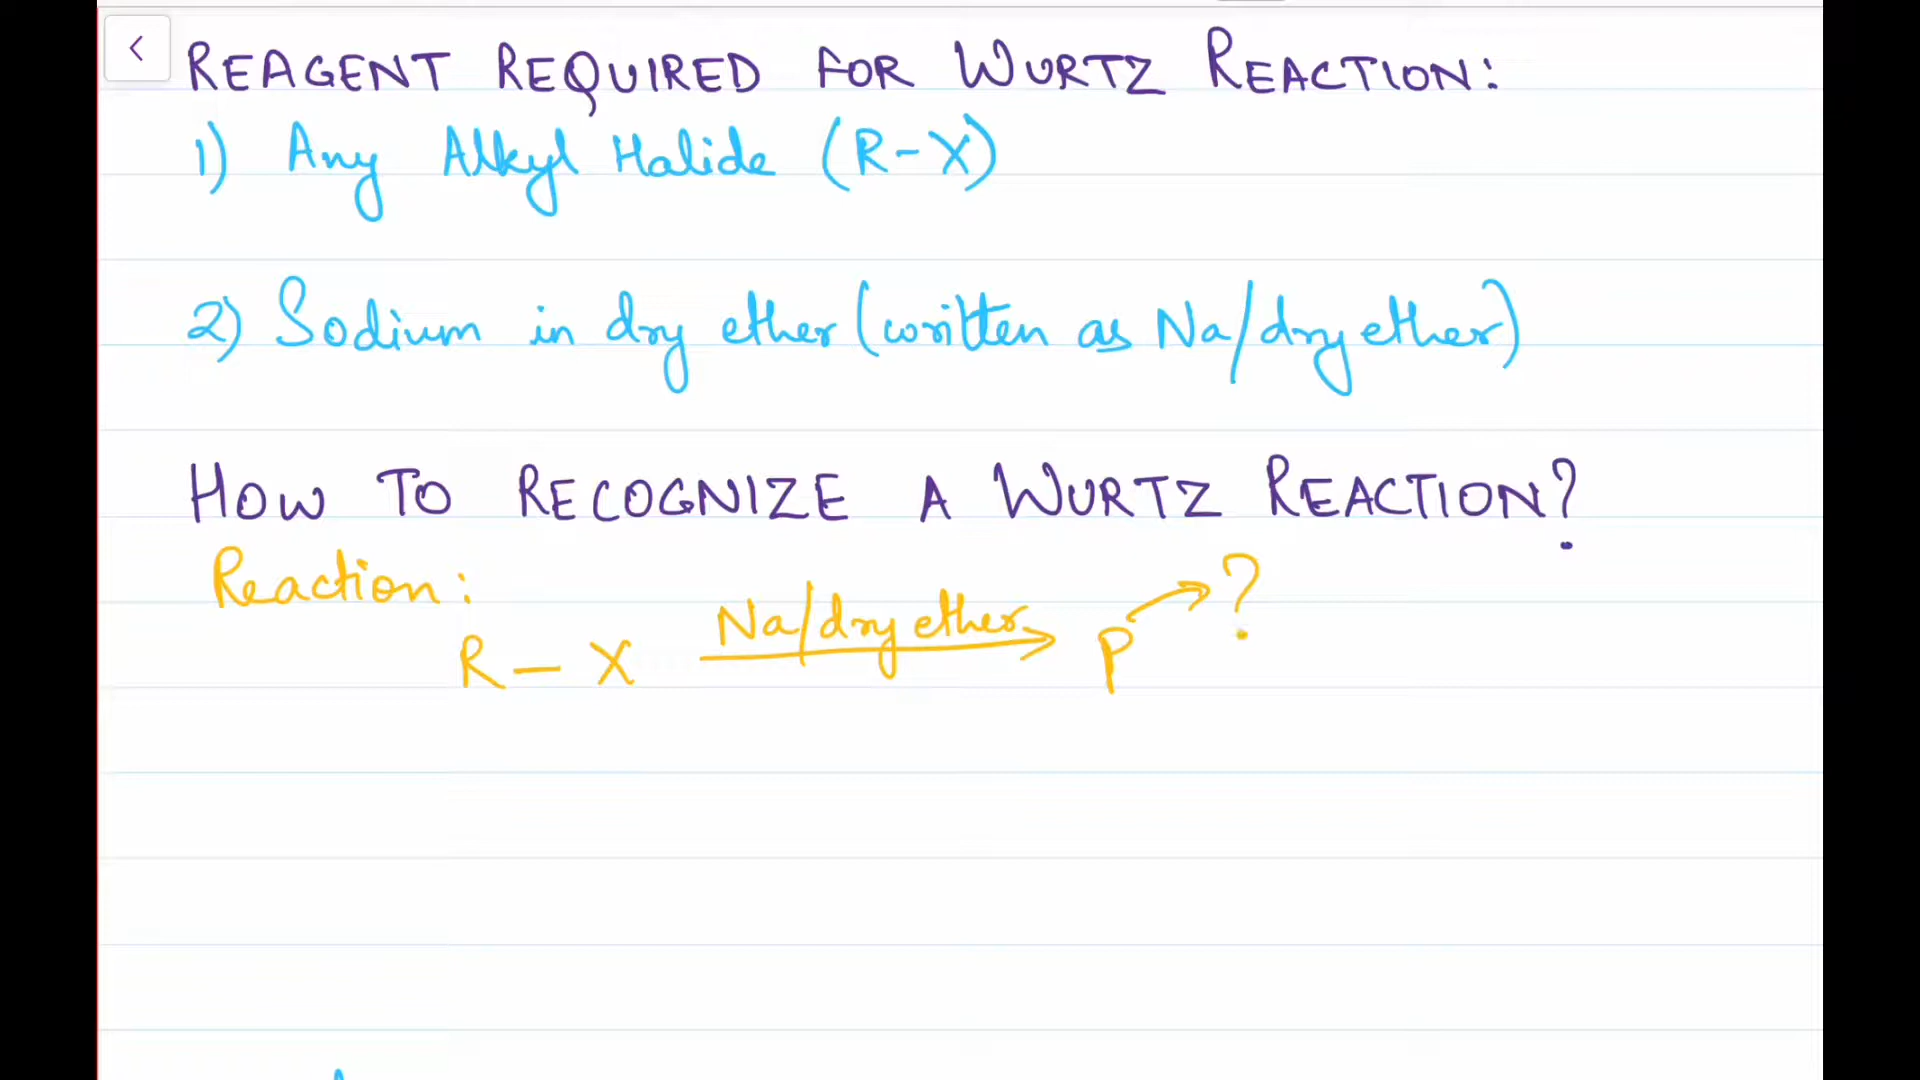 REAGENT REQUIRED FOR WURTZ REACTION:
1) Any Alkyl Halide (R-X)
2) Sodium in dry ether (written as Na/dry ether)
HOW TO RECOGNIZE A WURTZ REACTION?
Reaction:
R — X Na/dry ether → P → ?